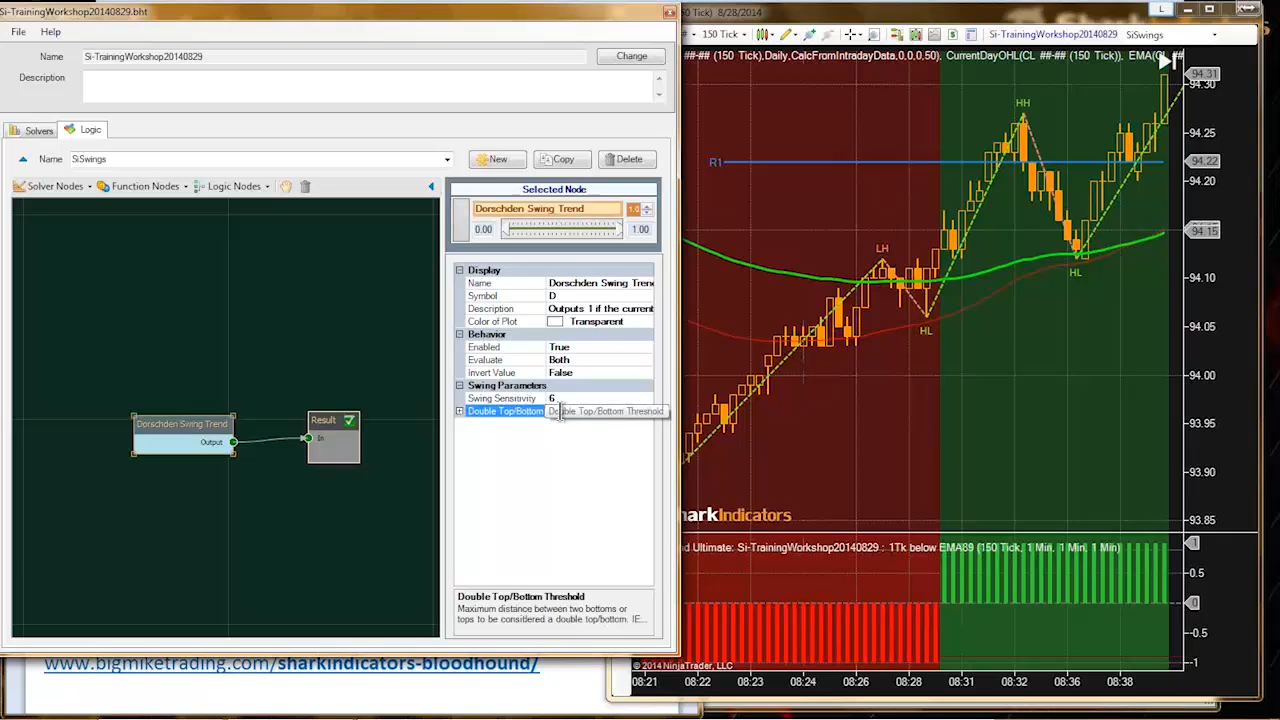 Si-TrainingWorkshop20140829.bht
File Help
Name Si-TrainingWorkshop20140829 Change
Description
Solvers Logic
Name SiSwings New Copy Delete
Solver Nodes Function Nodes Logic Nodes
Selected Node
Dorschden Swing Trend 1.0
0.00 1.00
Display
Name Dorschden Swing Tren
Symbol D
Description Outputs 1 if the current
Color of Plot Transparent
Behavior
Enabled True
Evaluate Both
Invert Value False
Swing Parameters
Swing Sensitivity 6
Double Top/Bottom Double Top/Bottom Threshold
Dorschden Swing Trend
Output
Result
In
Double Top/Bottom Threshold
Maximum distance between two bottoms or
tops to be considered a double top/bottom. IE...
www.bigmiketrading.com/sharkindicators-bloodhound/
150 Tick) 8/28/2014
L
150 Tick Si-TrainingWorkshop20140829 SiSwings
##-## (150 Tick),Daily,CalcFromIntradayData,0,0,0,50), CurrentDayOHL(CL ##-## (150 Tick)), EMA(CL ##
94.31
94.30
94.25
94.22
94.20
94.15
94.10
94.05
94.00
93.95
93.90
93.85
R1
LH
HL
HH
HL
arkIndicators
nd Ultimate: Si-TrainingWorkshop20140829 : 1Tk below EMA89 (150 Tick, 1 Min, 1 Min, 1 Min)
1
0.5
0
-0.5
-1
© 2014 NinjaTrader, LLC
08:21 08:22 08:23 08:24 08:26 08:28 08:31 08:32 08:36 08:38